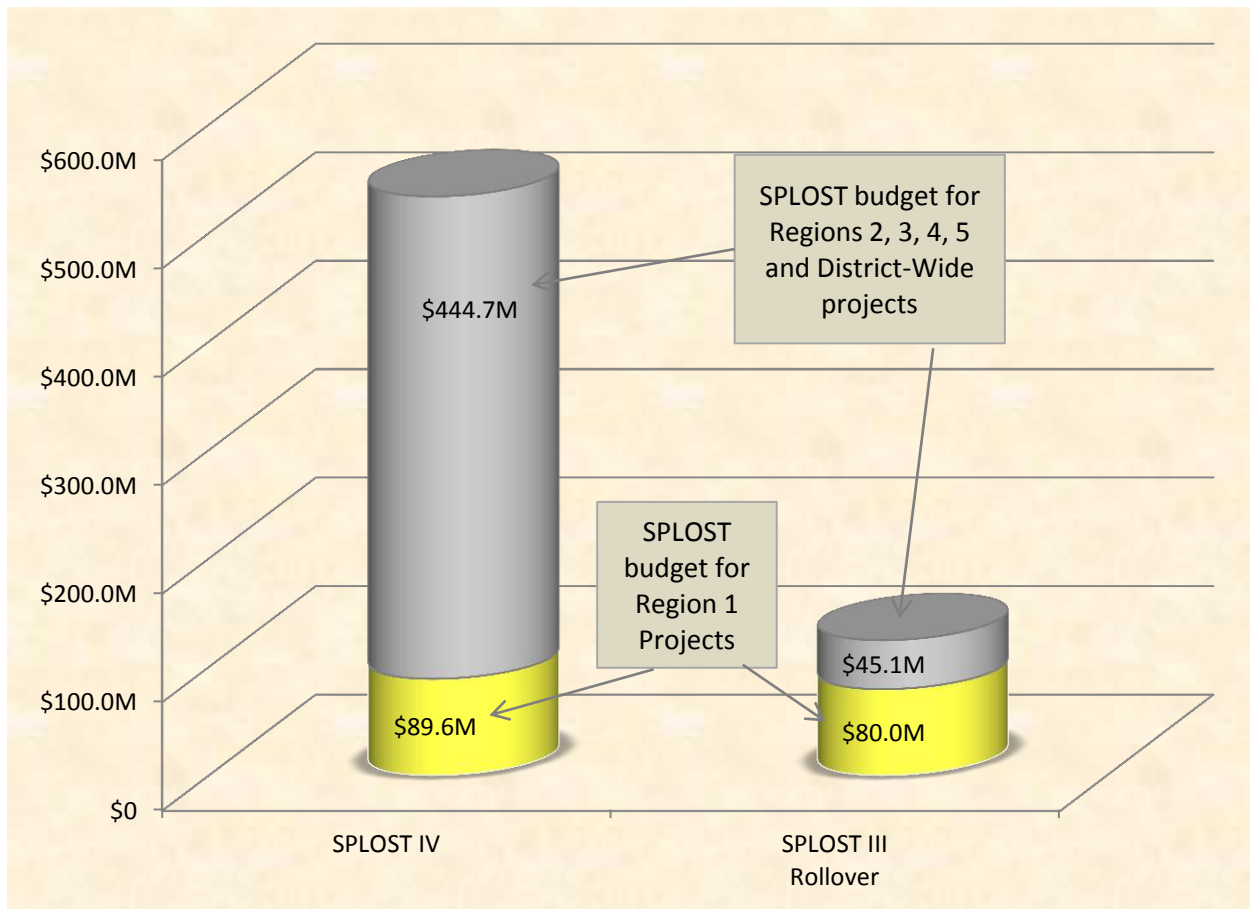 $600.0M
$500.0M
$400.0M
$300.0M
$200.0M
$100.0M
$0
$444.7M
$89.6M
SPLOST budget for
Regions 2, 3, 4, 5
and District-Wide
projects
SPLOST
budget for
Region 1
Projects
$45.1M
$80.0M
SPLOST IV
SPLOST III
Rollover